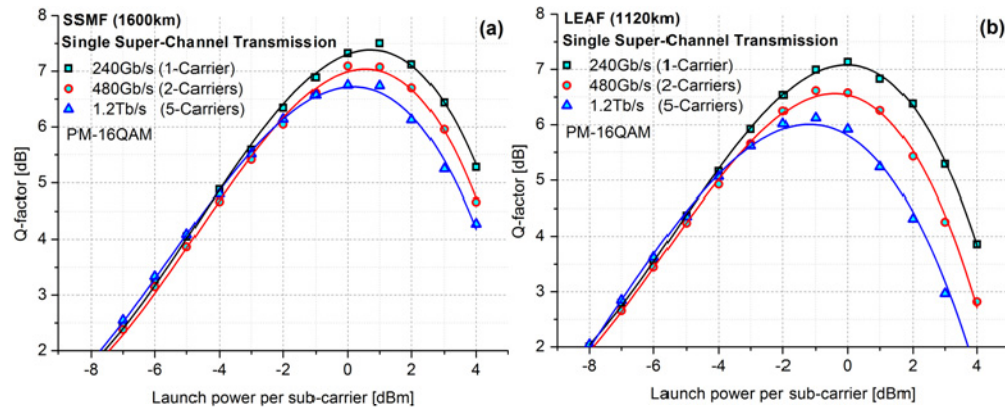 SSMF (1600km)
(a)
Single Super-Channel Transmission
240Gb/s (1-Carrier)
480Gb/s (2-Carriers)
1.2Tb/s (5-Carriers)
PM-16QAM
Q-factor [dB]
8
7
6
5
4
3
2
-8 -6 -4 -2 0 2 4
Launch power per sub-carrier [dBm]
LEAF (1120km)
(b)
Single Super-Channel Transmission
240Gb/s (1-Carrier)
480Gb/s (2-Carriers)
1.2Tb/s (5-Carriers)
PM-16QAM
Q-factor [dB]
8
7
6
5
4
3
2
-8 -6 -4 -2 0 2 4
Launch power per sub-carrier [dBm]